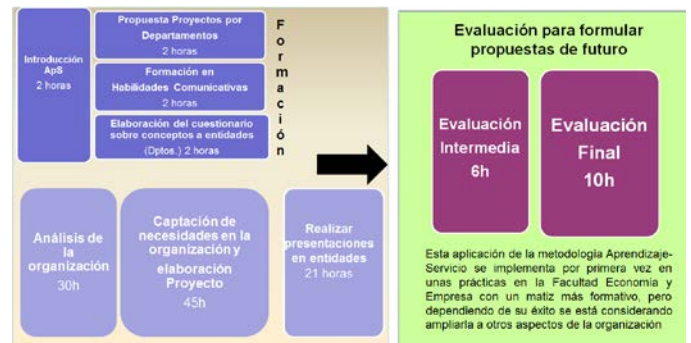 Introducción
ApS
2 horas
Propuesta Proyectos por
Departamentos
2 horas
Formación en
Habilidades Comunicativas
2 horas
Elaboración del cuestionario
sobre conceptos a entidades
(Dptos.) 2 horas
F
o
r
m
a
c
i
ó
n
Análisis de
la
organización
30h
Captación de
necesidades en la
organización y
elaboración
Proyecto
45h
Realizar
presentaciones
en entidades
21 horas
Evaluación para formular
propuestas de futuro
Evaluación
Intermedia
6h
Evaluación
Final
10h
Esta aplicación de la metodología Aprendizaje-
Servicio se implementa por primera vez en
unas prácticas en la Facultad Economía y
Empresa con un matiz más formativo, pero
dependiendo de su éxito se está considerando
ampliarla a otros aspectos de la organización